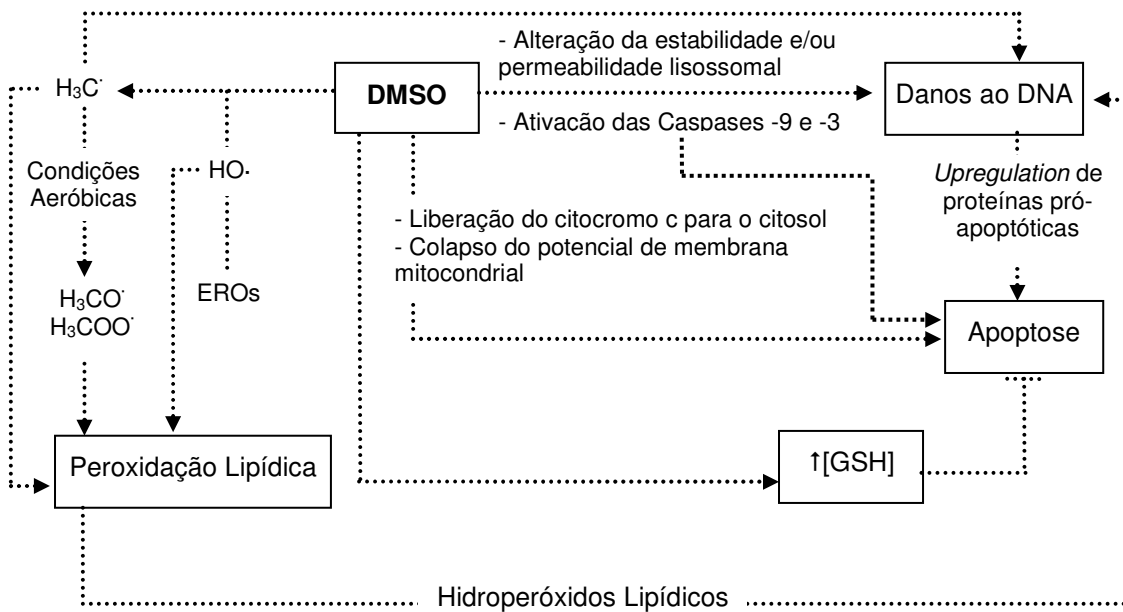 - Alteração da estabilidade e/ou
permeabilidade lisossomal
H₃C·
DMSO
Danos ao DNA
- Ativação das Caspases -9 e -3
Condições
Aeróbicas
HO·
Upregulation de
proteínas pró-
apoptóticas
- Liberação do citocromo c para o citosol
- Colapso do potencial de membrana
mitocondrial
H₃CO·
H₃COO·
EROs
Apoptose
Peroxidação Lipídica
↑[GSH]
Hidroperóxidos Lipídicos